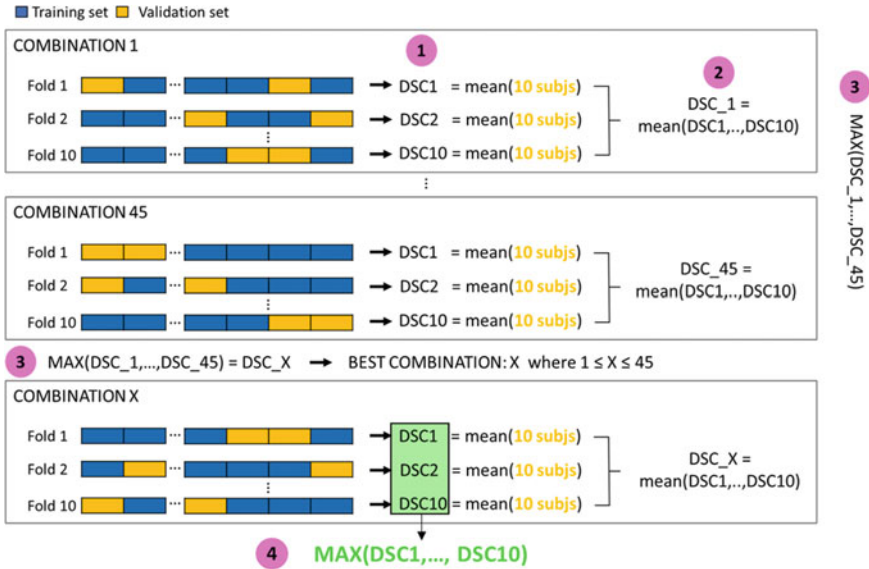 Training set Validation set
COMBINATION 1
1
Fold 1 ... DSC1 = mean(10 subjs)
2
DSC_1 =
mean(DSC1,..,DSC10)
Fold 2 ... DSC2 = mean(10 subjs)
...
Fold 10 ... DSC10 = mean(10 subjs)
3
MAX(DSC_1,...,DSC_45)
...
COMBINATION 45
Fold 1 ... DSC1 = mean(10 subjs)
Fold 2 ... DSC2 = mean(10 subjs)
...
Fold 10 ... DSC10 = mean(10 subjs)
DSC_45 =
mean(DSC1,..,DSC10)
3 MAX(DSC_1,...,DSC_45) = DSC_X → BEST COMBINATION: X where 1 ≤ X ≤ 45
COMBINATION X
Fold 1 ... DSC1 = mean(10 subjs)
Fold 2 ... DSC2 = mean(10 subjs)
...
Fold 10 ... DSC10 = mean(10 subjs)
DSC_X =
mean(DSC1,..,DSC10)
4 MAX(DSC1,..., DSC10)